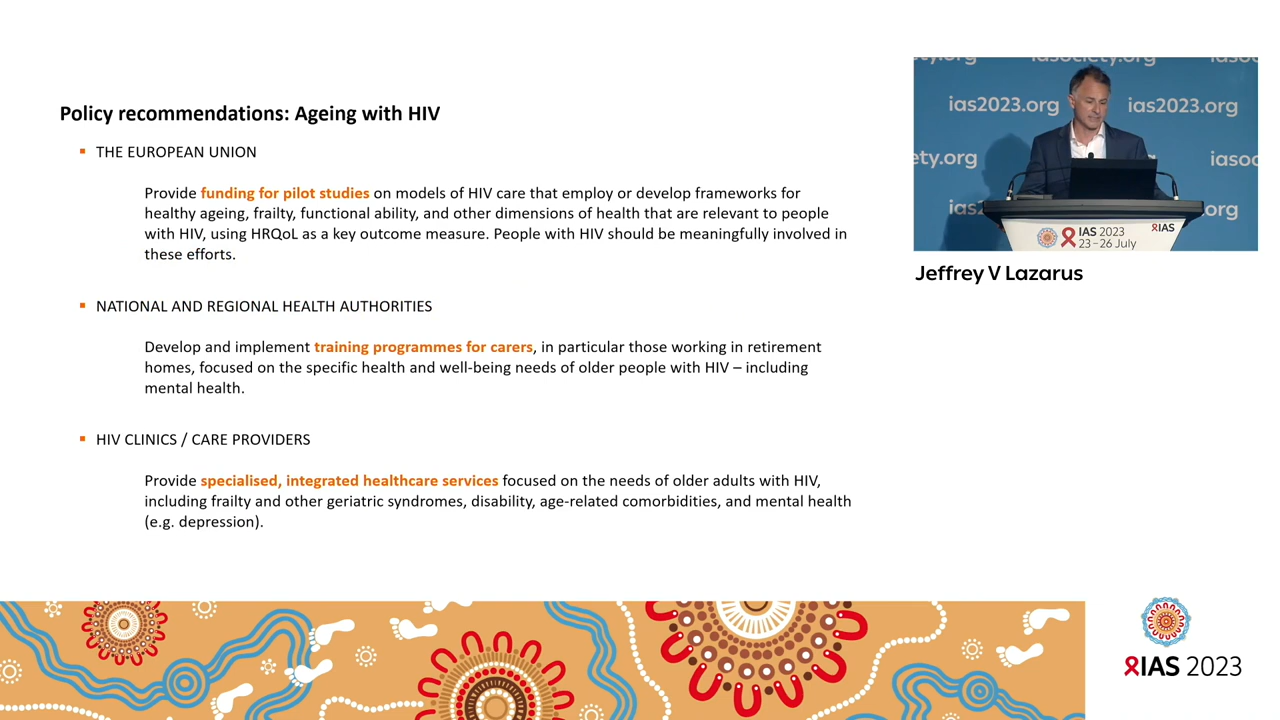 Policy recommendations: Ageing with HIV
THE EUROPEAN UNION
Provide funding for pilot studies on models of HIV care that employ or develop frameworks for
healthy ageing, frailty, functional ability, and other dimensions of health that are relevant to people
with HIV, using HRQoL as a key outcome measure. People with HIV should be meaningfully involved in
these efforts.
NATIONAL AND REGIONAL HEALTH AUTHORITIES
Develop and implement training programmes for carers, in particular those working in retirement
homes, focused on the specific health and well-being needs of older people with HIV – including
mental health.
HIV CLINICS / CARE PROVIDERS
Provide specialised, integrated healthcare services focused on the needs of older adults with HIV,
including frailty and other geriatric syndromes, disability, age-related comorbidities, and mental health
(e.g. depression).
iasociety.org
ias2023.org
ias2023.org
ety.org
iasoc
ias
.org
IAS 2023
23–26 July
IAS
Jeffrey V Lazarus
IAS 2023